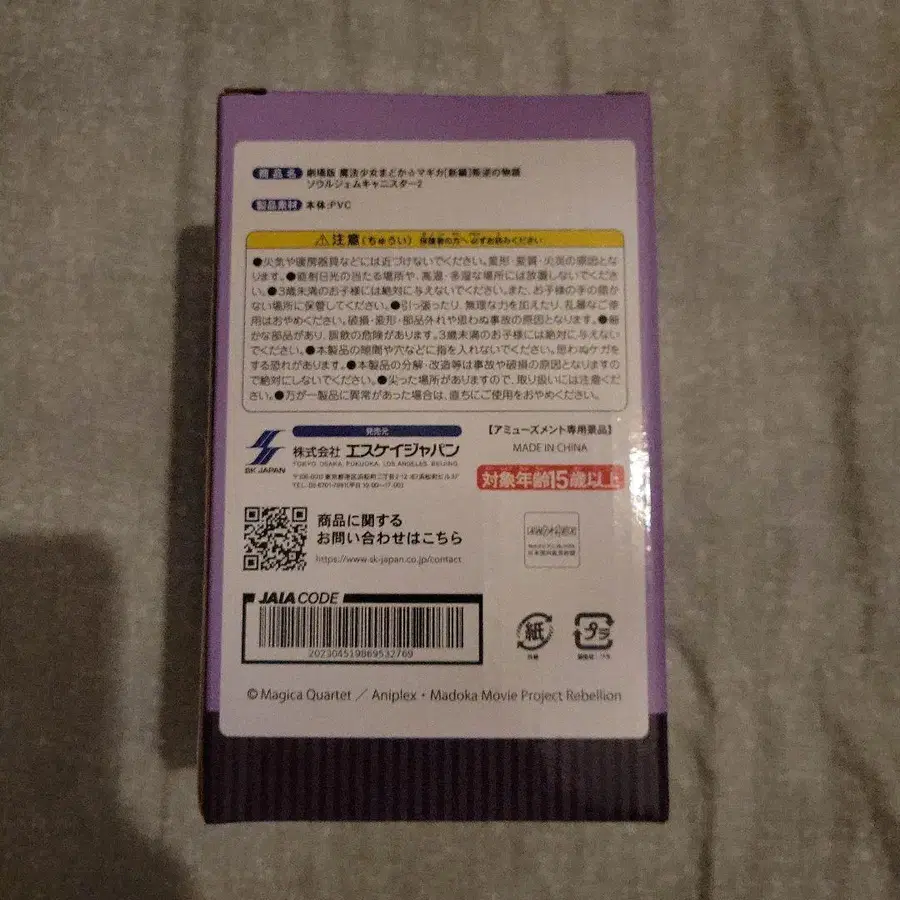 商品名 劇場版 魔法少女まどか☆マギカ[新編]叛逆の物語
ソウルジェムキャニスター2
製品素材 本体:PVC
⚠注意(ちゅうい) 保護者の方へ 必ずお読みください
●火気や暖房器具などには近づけないでください。変形・変質・火災の原因とな
ります。●直射日光の当たる場所や、高温・多湿な場所には放置しないでくださ
い。●3歳未満のお子様には絶対に与えないでください。また、お子様の手の届か
ない場所に保管してください。●引っ張ったり、無理な力を加えたり、乱暴なご使
用はおやめください。破損・変形・部品外れや思わぬ事故の原因となります。●細
かな部品があり、誤飲の危険があります。3歳未満のお子様には絶対に与えない
でください。●本製品の隙間や穴などに指を入れないでください。思わぬケガを
する恐れがあります。●本製品の分解・改造等は事故や破損の原因となりますの
で絶対にしないでください。●尖った場所がありますので、取り扱いには注意くだ
さい。●万が一製品に異常があった場合は、直ちにご使用をおやめください。
SK JAPAN
発売元
株式会社 エスケイジャパン
TOKYO, OSAKA, FUKUOKA, LOS ANGELES, BEIJING
【アミューズメント専用景品】
MADE IN CHINA
対象年齢15歳以上
商品に関する
お問い合わせはこちら
https://www.sk-japan.co.jp/contact
JAIA CODE
202304519869532769
紙
プラ
© Magica Quartet／Aniplex・Madoka Movie Project Rebellion